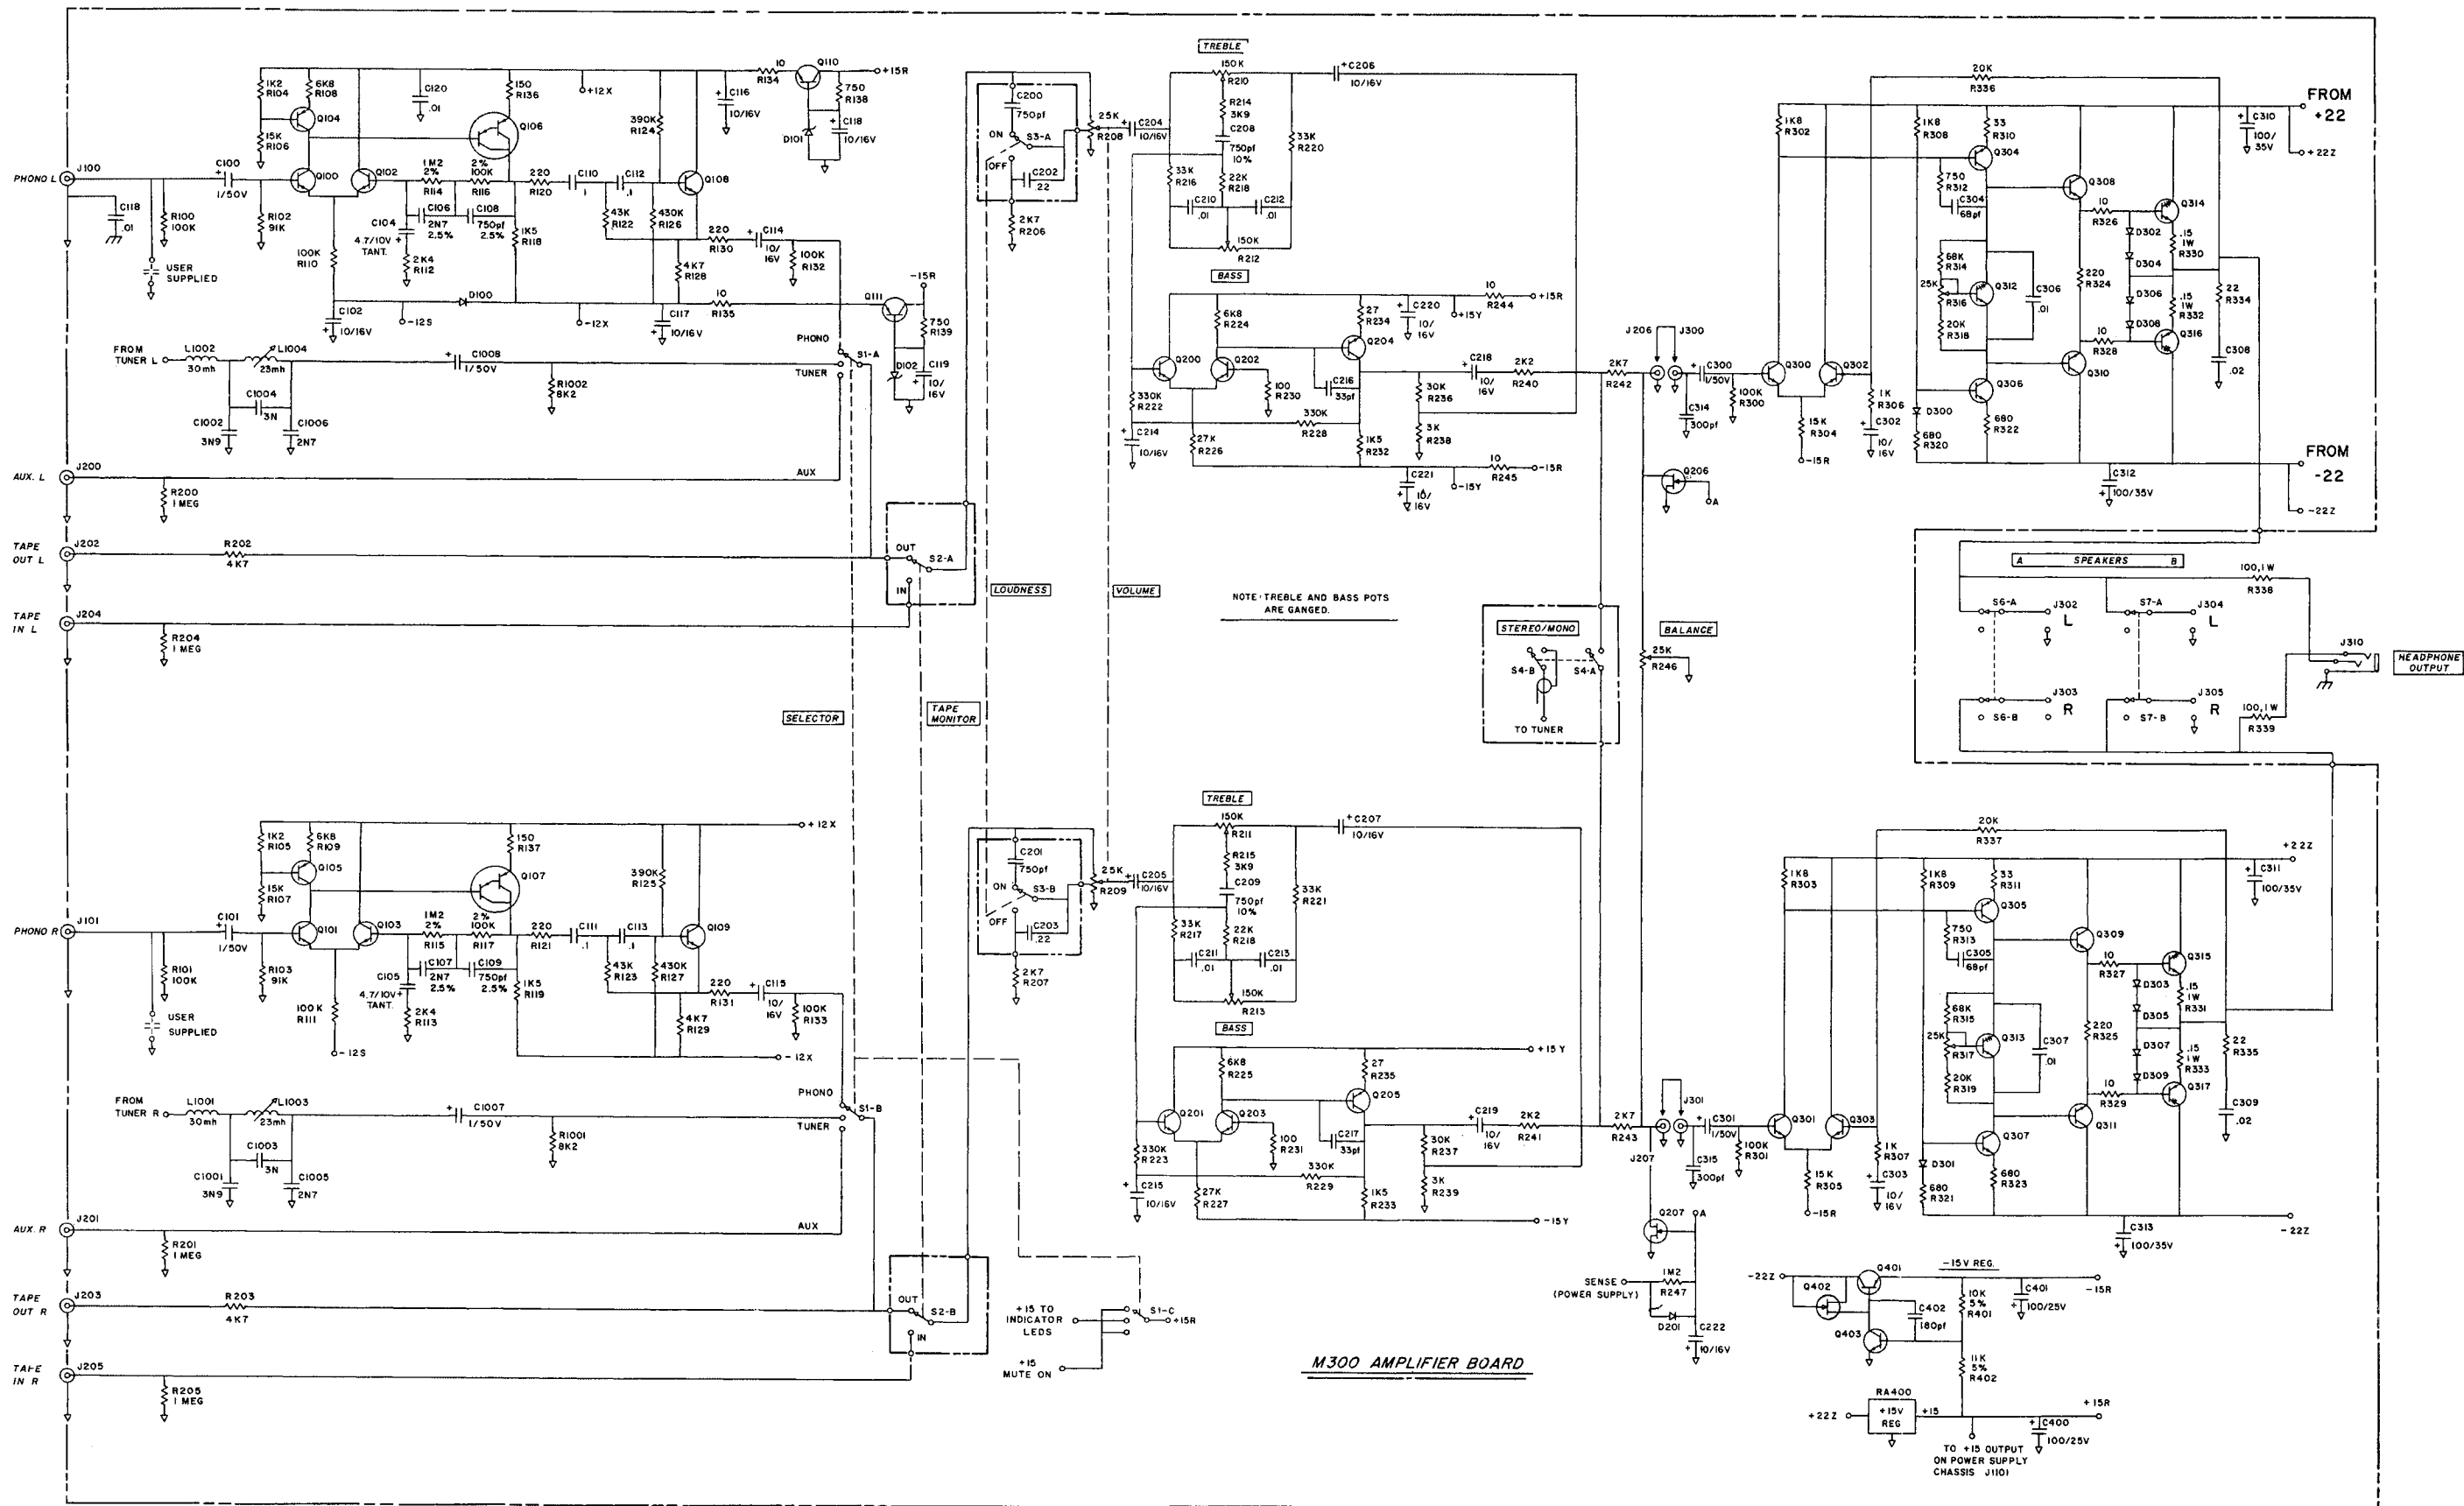 PHONO L
J100
C118
.01
R100
100K
USER
SUPPLIED
C100
1/50V
R102
91K
1K2
R104
6K8
R108
15K
R106
Q104
Q100
Q102
100K
R110
C102
10/16V
C120
.01
1M2
2%
R114
2%
100K
R116
C106
2N7
2.5%
C108
750pf
2.5%
C104
4.7/10V
TANT.
2K4
R112
150
R136
Q106
1K5
R118
D100
-12S
220
R120
C110
.1
C112
.1
43K
R122
430K
R126
390K
R124
Q108
+12X
-12X
4K7
R128
220
R130
C114
10/
16V
100K
R132
C117
10/16V
10
R135
C116
10/16V
10
R134
Q110
+15R
750
R138
D101
C118
10/16V
-15R
Q111
750
R139
D102
C119
10/
16V
FROM
TUNER L
L1002
30mh
L1004
23mh
C1004
3N
C1002
3N9
C1006
2N7
C1008
1/50V
R1002
8K2
PHONO
S1-A
TUNER
AUX
AUX. L
J200
R200
1 MEG
TAPE
OUT L
J202
R202
4K7
OUT
S2-A
IN
TAPE
IN L
J204
R204
1 MEG
C200
750pf
ON
S3-A
OFF
C202
.22
2K7
R206
25K
R208
C204
10/16V
LOUDNESS
VOLUME
SELECTOR
TAPE
MONITOR
TREBLE
150K
R210
R214
3K9
C208
750pf
10%
C206
10/16V
33K
R216
22K
R218
33K
R220
C210
.01
C212
.01
150K
R212
BASS
6K8
R224
27
R234
C220
10/
16V
10
R244
+15R
+15Y
Q200
Q202
Q204
C216
33pf
100
R230
330K
R222
330K
R228
C214
10/16V
27K
R226
1K5
R232
30K
R236
3K
R238
C218
10/
16V
2K2
R240
2K7
R242
C221
10/
16V
10
R245
-15R
-15Y
J206
J300
C314
300pf
Q206
A
NOTE: TREBLE AND BASS POTS
ARE GANGED.
STEREO/MONO
S4-B
S4-A
TO TUNER
BALANCE
25K
R246
C300
1/50V
100K
R300
1K8
R302
Q300
Q302
15K
R304
-15R
1K
R306
C302
10/
16V
20K
R336
1K8
R308
33
R310
Q304
750
R312
C304
68pf
68K
R314
25K
R316
20K
R318
Q312
C306
.01
D300
680
R320
Q306
680
R322
Q308
Q310
220
R324
10
R326
10
R328
D302
D304
D306
D308
Q314
Q316
.15
1W
R330
.15
1W
R332
22
R334
C308
.02
C310
100/
35V
C312
100/35V
FROM
+22
+22Z
FROM
-22
-22Z
A SPEAKERS B
S6-A
J302
L
S7-A
J304
L
100,1W
R338
S6-B
J303
R
S7-B
J305
R
100,1W
R339
J310
HEADPHONE
OUTPUT
PHONO R
J101
R101
100K
USER
SUPPLIED
C101
1/50V
R103
91K
1K2
R105
6K8
R109
15K
R107
Q105
Q101
Q103
100K
R111
-12S
1M2
2%
R115
2%
100K
R117
C107
2N7
2.5%
C109
750pf
2.5%
C105
4.7/10V
TANT.
2K4
R113
150
R137
Q107
1K5
R119
220
R121
C111
.1
C113
.1
43K
R123
430K
R127
390K
R125
Q109
+12X
-12X
4K7
R129
220
R131
C115
10/
16V
100K
R133
FROM
TUNER R
L1001
30mh
L1003
23mh
C1003
3N
C1001
3N9
C1005
2N7
C1007
1/50V
R1001
8K2
PHONO
S1-B
TUNER
AUX
AUX. R
J201
R201
1 MEG
TAPE
OUT R
J203
R203
4K7
OUT
S2-B
IN
TAPE
IN R
J205
R205
1 MEG
C201
750pf
ON
S3-B
OFF
C203
.22
2K7
R207
25K
R209
C205
10/16V
TREBLE
150K
R211
R215
3K9
C209
750pf
10%
C207
10/16V
33K
R217
22K
R218
33K
R221
C211
.01
C213
.01
150K
R213
BASS
6K8
R225
27
R235
+15Y
Q201
Q203
Q205
C217
33pf
100
R231
330K
R223
330K
R229
C215
10/16V
27K
R227
1K5
R233
30K
R237
3K
R239
-15Y
C219
10/
16V
2K2
R241
2K7
R243
J207
J301
C315
300pf
C301
1/50V
100K
R301
Q207
A
SENSE
(POWER SUPPLY)
1M2
R247
D201
C222
10/16V
+15 TO
INDICATOR
LEDS
S1-C
+15R
+15
MUTE ON
M300 AMPLIFIER BOARD
1K8
R303
Q301
Q303
15K
R305
-15R
1K
R307
C303
10/
16V
20K
R337
1K8
R309
33
R311
Q305
750
R313
C305
68pf
68K
R315
25K
R317
20K
R319
Q313
C307
.01
D301
680
R321
Q307
680
R323
Q309
Q311
220
R325
10
R327
10
R329
D303
D305
D307
D309
Q315
Q317
.15
1W
R331
.15
1W
R333
22
R335
C309
.02
+22Z
C311
100/35V
C313
100/35V
-22Z
-15V REG.
-22Z
Q401
Q402
Q403
C402
180pf
10K
5%
R401
C401
100/25V
-15R
11K
5%
R402
RA400
+15V
REG
+22Z
+15
+15R
C400
100/25V
TO +15 OUTPUT
ON POWER SUPPLY
CHASSIS J1101